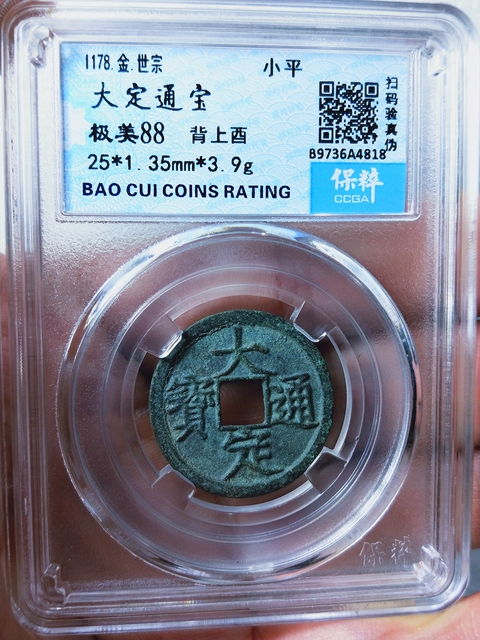 1178.金.世宗
小平
大定通宝
极美88 背上酉
25*1.35mm*3.9g
BAO CUI COINS RATING
扫码验真伪
B9736A4818
保粹
CCGA
大定通寶
保粹